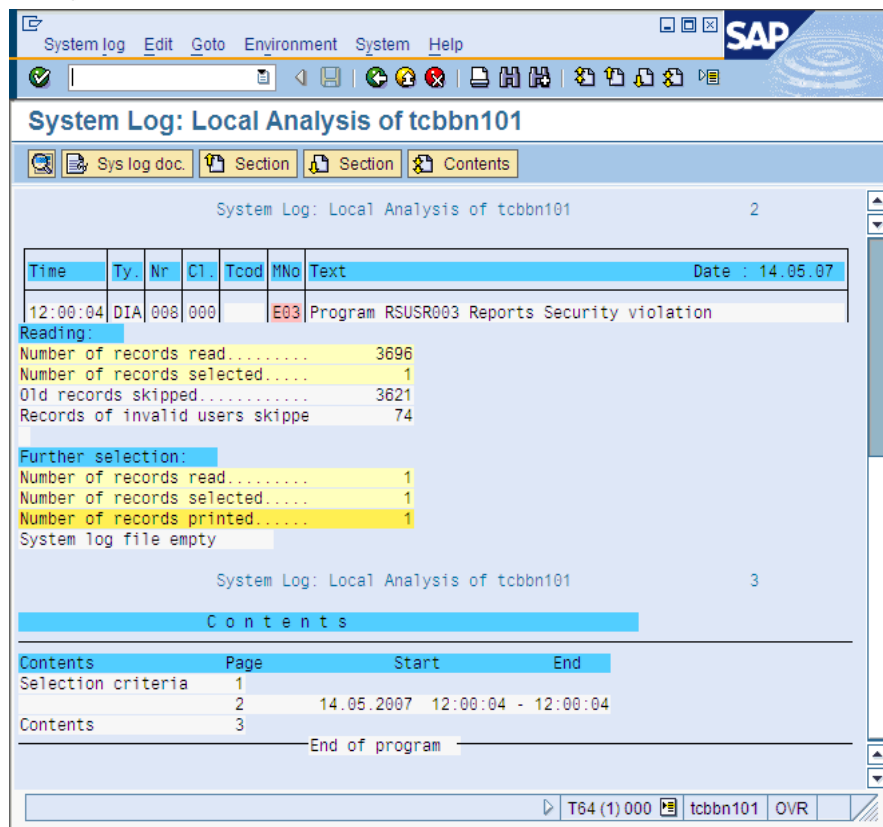 System log Edit Goto Environment System Help
SAP
System Log: Local Analysis of tcbbn101
Sys log doc. Section Section Contents
System Log: Local Analysis of tcbbn101 2
Time Ty. Nr Cl. Tcod MNo Text Date : 14.05.07
12:00:04 DIA 008 000 E03 Program RSUSR003 Reports Security violation
Reading:
Number of records read......... 3696
Number of records selected..... 1
Old records skipped............ 3621
Records of invalid users skippe 74
Further selection:
Number of records read......... 1
Number of records selected..... 1
Number of records printed...... 1
System log file empty
System Log: Local Analysis of tcbbn101 3
C o n t e n t s
Contents Page Start End
Selection criteria 1
2 14.05.2007 12:00:04 - 12:00:04
Contents 3
End of program
T64 (1) 000 tcbbn101 OVR